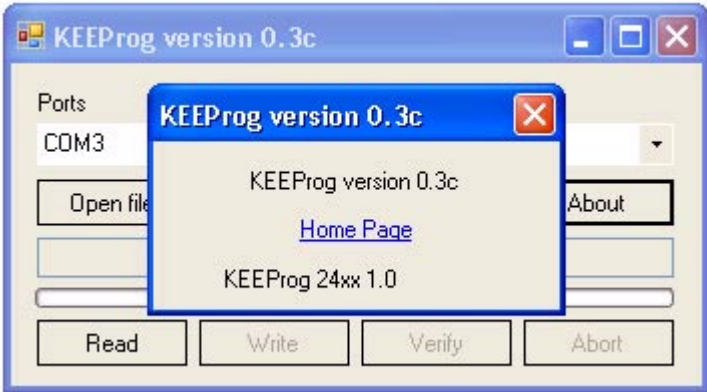 KEEProg version 0.3c
Ports
COM3
Open file
About
KEEProg version 0.3c
KEEProg version 0.3c
Home Page
KEEProg 24xx 1.0
Read
Write
Verify
Abort